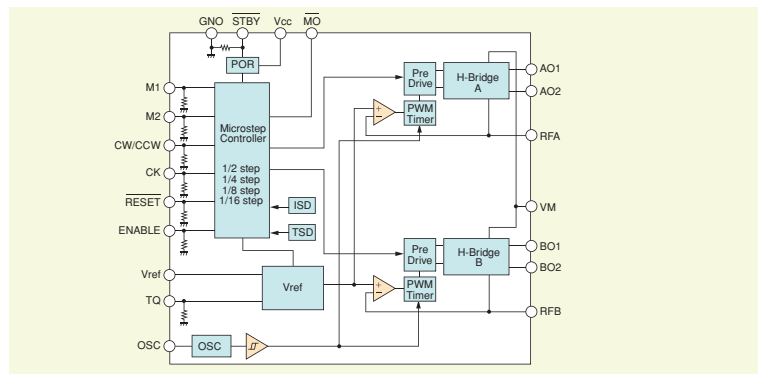 GNO STBY Vcc MO
POR
M1
M2
CW/CCW
CK
RESET
ENABLE
Vref
TQ
OSC
Microstep
Controller
1/2 step
1/4 step
1/8 step
1/16 step
ISD
TSD
Vref
OSC
Pre
Drive
H-Bridge
A
+
−
PWM
Timer
AO1
AO2
RFA
VM
Pre
Drive
H-Bridge
B
+
−
PWM
Timer
BO1
BO2
RFB